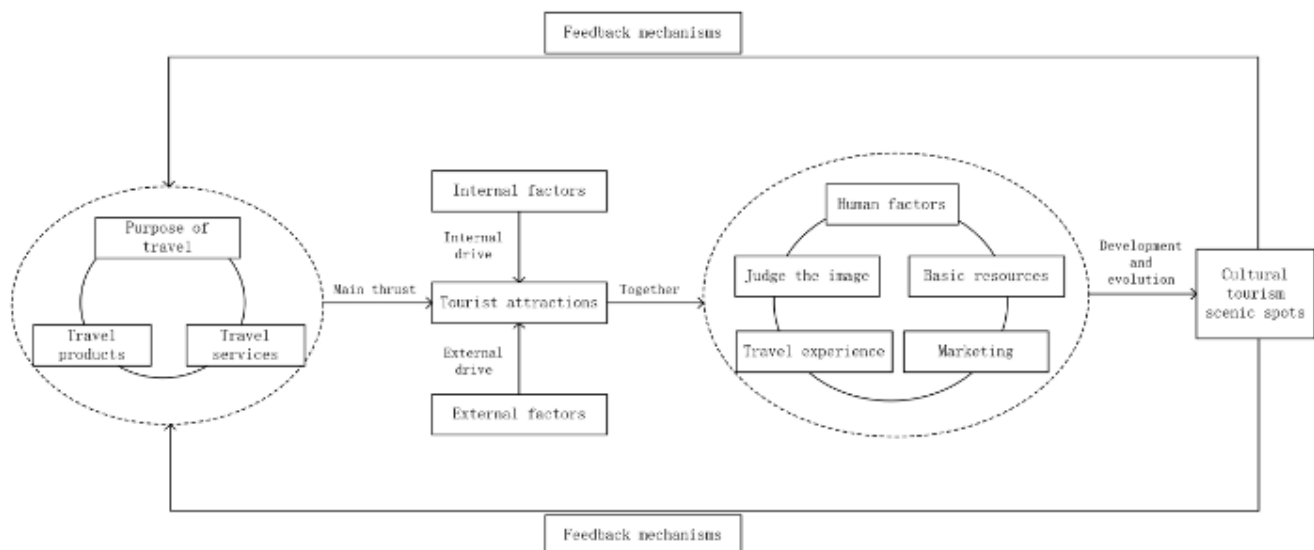 Feedback mechanisms
Internal factors
Human factors
Purpose of
travel
Internal
drive
Development
and
evolution
Judge the image
Basic resources
Cultural
tourism
scenic spots
Main thrust
Tourist attractions
Together
Travel
products
Travel
services
External
drive
Travel experience
Marketing
External factors
Feedback mechanisms